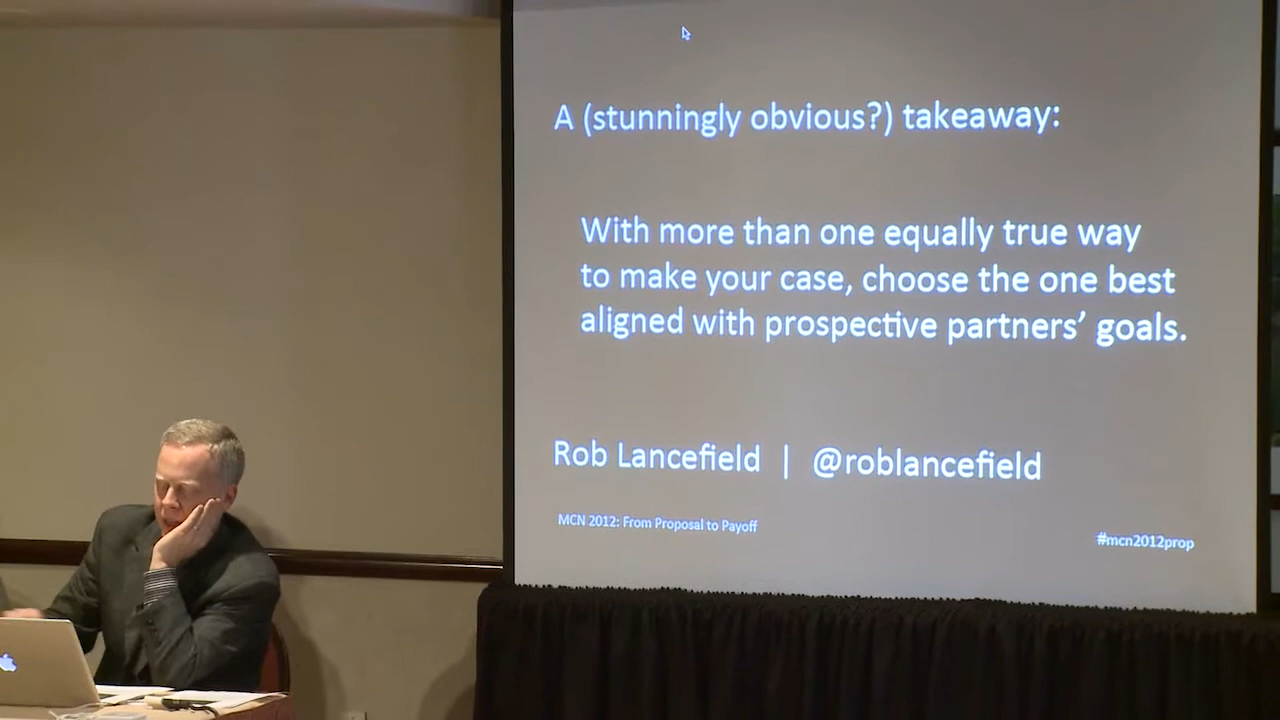 A (stunningly obvious?) takeaway:
With more than one equally true way
to make your case, choose the one best
aligned with prospective partners’ goals.
Rob Lancefield | @roblancefield
MCN 2012: From Proposal to Payoff
#mcn2012prop